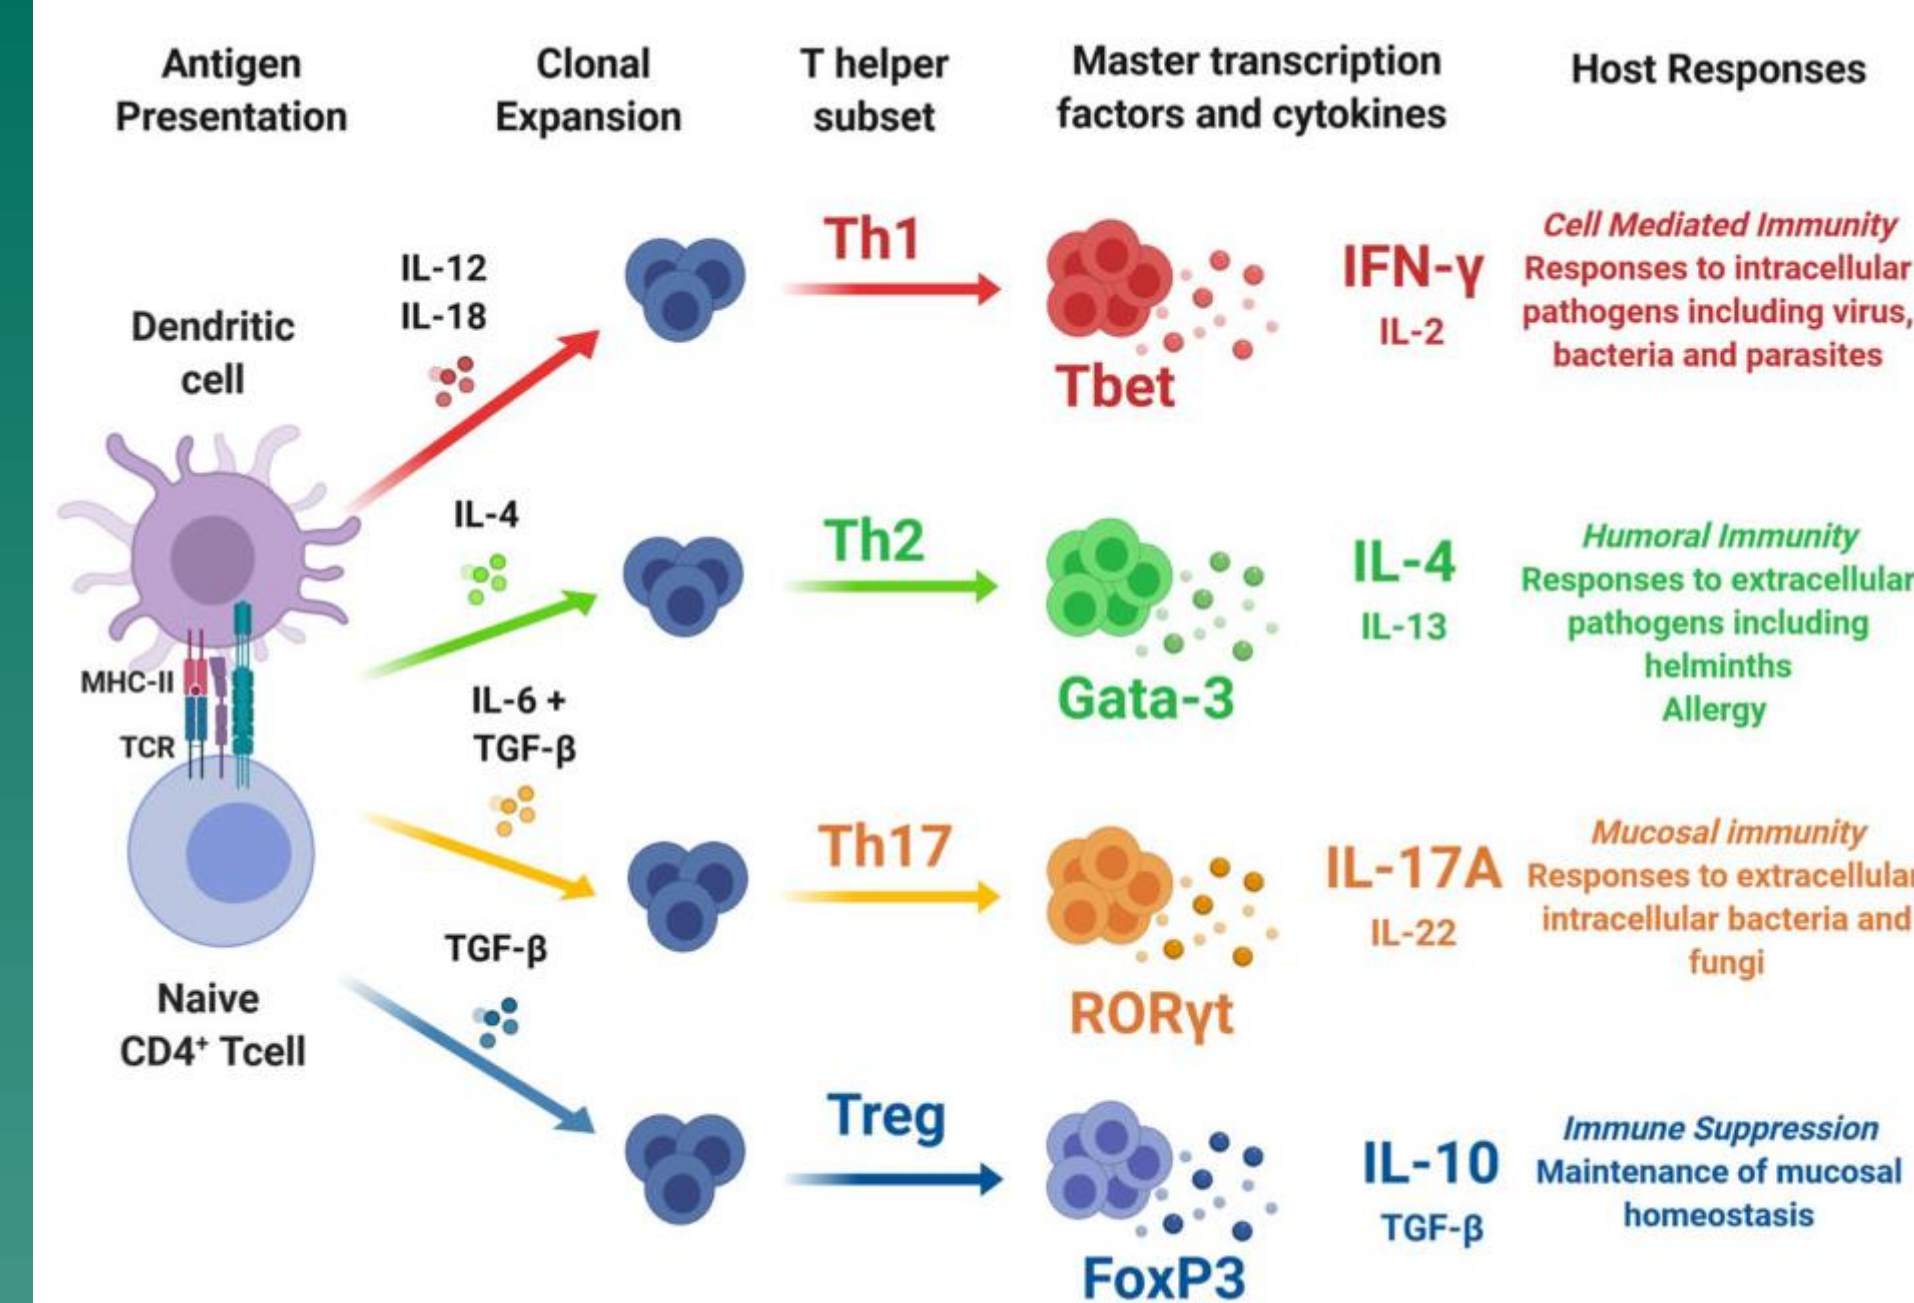 Antigen
Presentation
Clonal
Expansion
T helper
subset
Master transcription
factors and cytokines
Host Responses
Dendritic
cell
MHC-II
TCR
Naive
CD4⁺ Tcell
IL-12
IL-18
Th1
Tbet
IFN-γ
IL-2
Cell Mediated Immunity
Responses to intracellular
pathogens including virus,
bacteria and parasites
IL-4
Th2
Gata-3
IL-4
IL-13
Humoral Immunity
Responses to extracellular
pathogens including
helminths
Allergy
IL-6 +
TGF-β
Th17
RORγt
IL-17A
IL-22
Mucosal immunity
Responses to extracellular
intracellular bacteria and
fungi
TGF-β
Treg
FoxP3
IL-10
TGF-β
Immune Suppression
Maintenance of mucosal
homeostasis